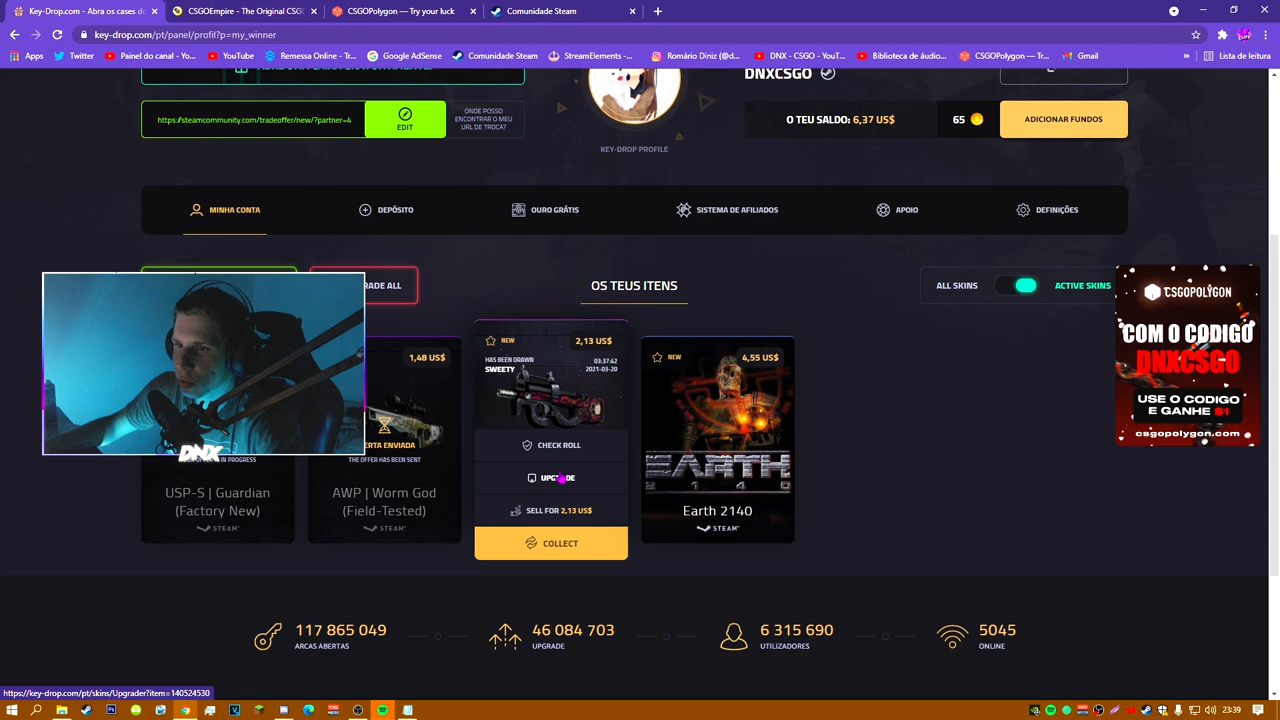 Key-Drop.com - Abra os cases do
CSGOEmpire - The Original CSGO
CSGOPolygon — Try your luck
Comunidade Steam
key-drop.com/pt/panel/profil?p=my_winner
Apps
Twitter
Painel do canal - Yo...
YouTube
Renessa Online - Tr...
Google AdSense
Comunidade Steam
StreamElements -...
Romário Diniz (@d...
DNX - CSGO - YouT...
Biblioteca de áudio...
CSGOPolygon — Tr...
Gmail
»
Lista de leitura
DNXCSGO
https://steamcommunity.com/tradeoffer/new/?partner=4
EDIT
ONDE POSSO
ENCONTRAR O MEU
URL DE TROCA?
KEY-DROP PROFILE
O TEU SALDO: 6,37 US$
65
ADICIONAR FUNDOS
MINHA CONTA
DEPÓSITO
OURO GRÁTIS
SISTEMA DE AFILIADOS
APOIO
DEFINIÇÕES
RADE ALL
OS TEUS ITENS
ALL SKINS
ACTIVE SKINS
1,48 US$
ERTA ENVIADA
THE OFFER HAS BEEN SENT
IN PROGRESS
USP-S | Guardian
(Factory New)
STEAM
AWP | Worm God
(Field-Tested)
STEAM
NEW
2,13 US$
HAS BEEN DRAWN
SWEETY
03:37:42
2021-03-20
CHECK ROLL
UPGRADE
SELL FOR 2,13 US$
COLLECT
NEW
4,55 US$
EARTH
2140
Earth 2140
STEAM
DNX
CSGOPOLYGON
COM O CODIGO
DNXCSGO
USE O CODIGO
E GANHE $1
csgopolygon.com
117 865 049
ARCAS ABERTAS
46 084 703
UPGRADE
6 315 690
UTILIZADORES
5045
ONLINE
https://key-drop.com/pt/skins/Upgrader?item=140524530
23:39